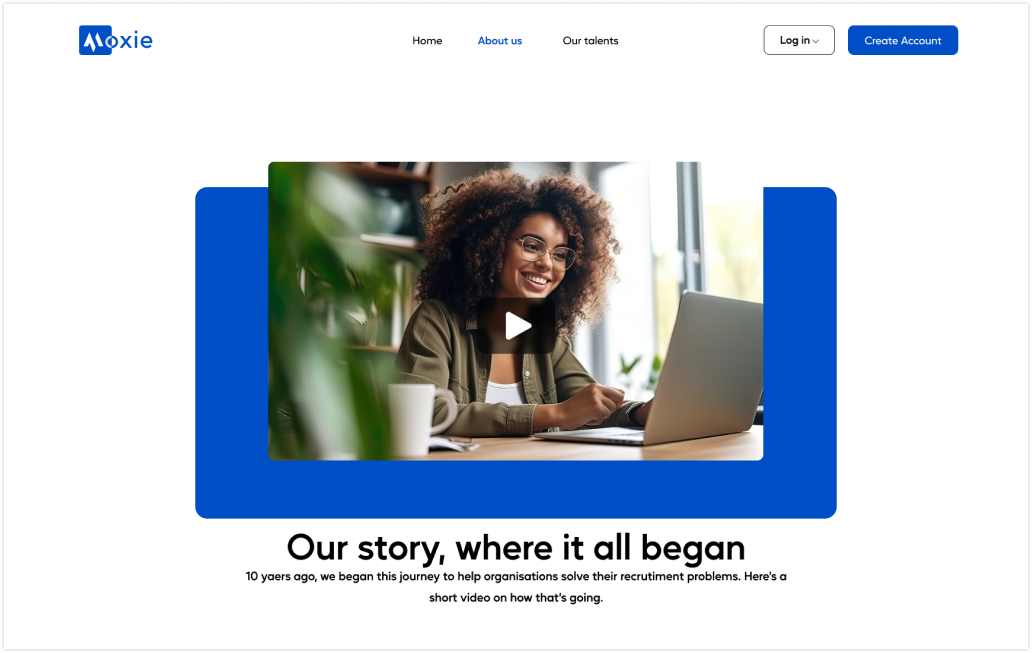 Moxie
Home
About us
Our talents
Log in
Create Account
Our story, where it all began
10 yaers ago, we began this journey to help organisations solve their recrutiment problems. Here's a
short video on how that's going.